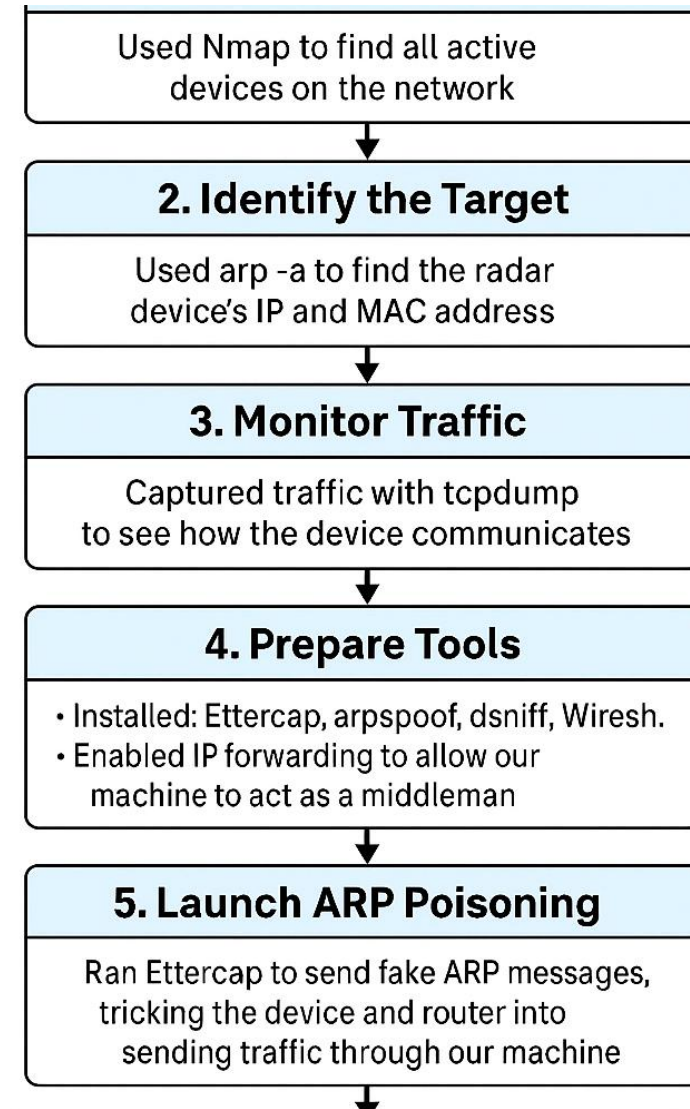 Used Nmap to find all active
devices on the network
2. Identify the Target
Used arp -a to find the radar
device's IP and MAC address
3. Monitor Traffic
Captured traffic with tcpdump
to see how the device communicates
4. Prepare Tools
• Installed: Ettercap, arpspoof, dsniff, Wiresh.
• Enabled IP forwarding to allow our
machine to act as a middleman
5. Launch ARP Poisoning
Ran Ettercap to send fake ARP messages,
tricking the device and router into
sending traffic through our machine